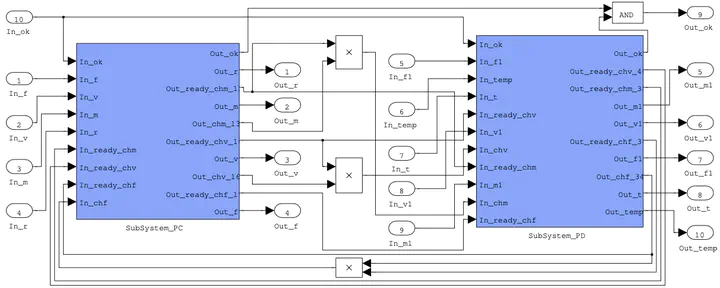 10
In_ok
1
In_f
2
In_v
3
In_m
4
In_r
In_ok
In_f
In_v
In_m
In_r
In_ready_chm
In_ready_chv
In_ready_chf
In_chf
Out_ok
Out_r
Out_ready_chm_1
Out_m
Out_chm_13
Out_ready_chv_1
Out_v
Out_chv_16
Out_ready_chf_1
Out_f
SubSystem_PC
×
×
×
1
Out_r
2
Out_m
3
Out_v
4
Out_f
5
In_f1
6
In_temp
7
In_t
8
In_v1
9
In_m1
In_ok
In_f1
In_temp
In_t
In_ready_chv
In_v1
In_chv
In_ready_chm
In_m1
In_chm
In_ready_chf
Out_ok
Out_ready_chv_4
Out_ready_chm_3
Out_m1
Out_v1
Out_ready_chf_3
Out_f1
Out_chf_34
Out_t
Out_temp
SubSystem_PD
AND
9
Out_ok
5
Out_m1
6
Out_v1
7
Out_f1
8
Out_t
10
Out_temp